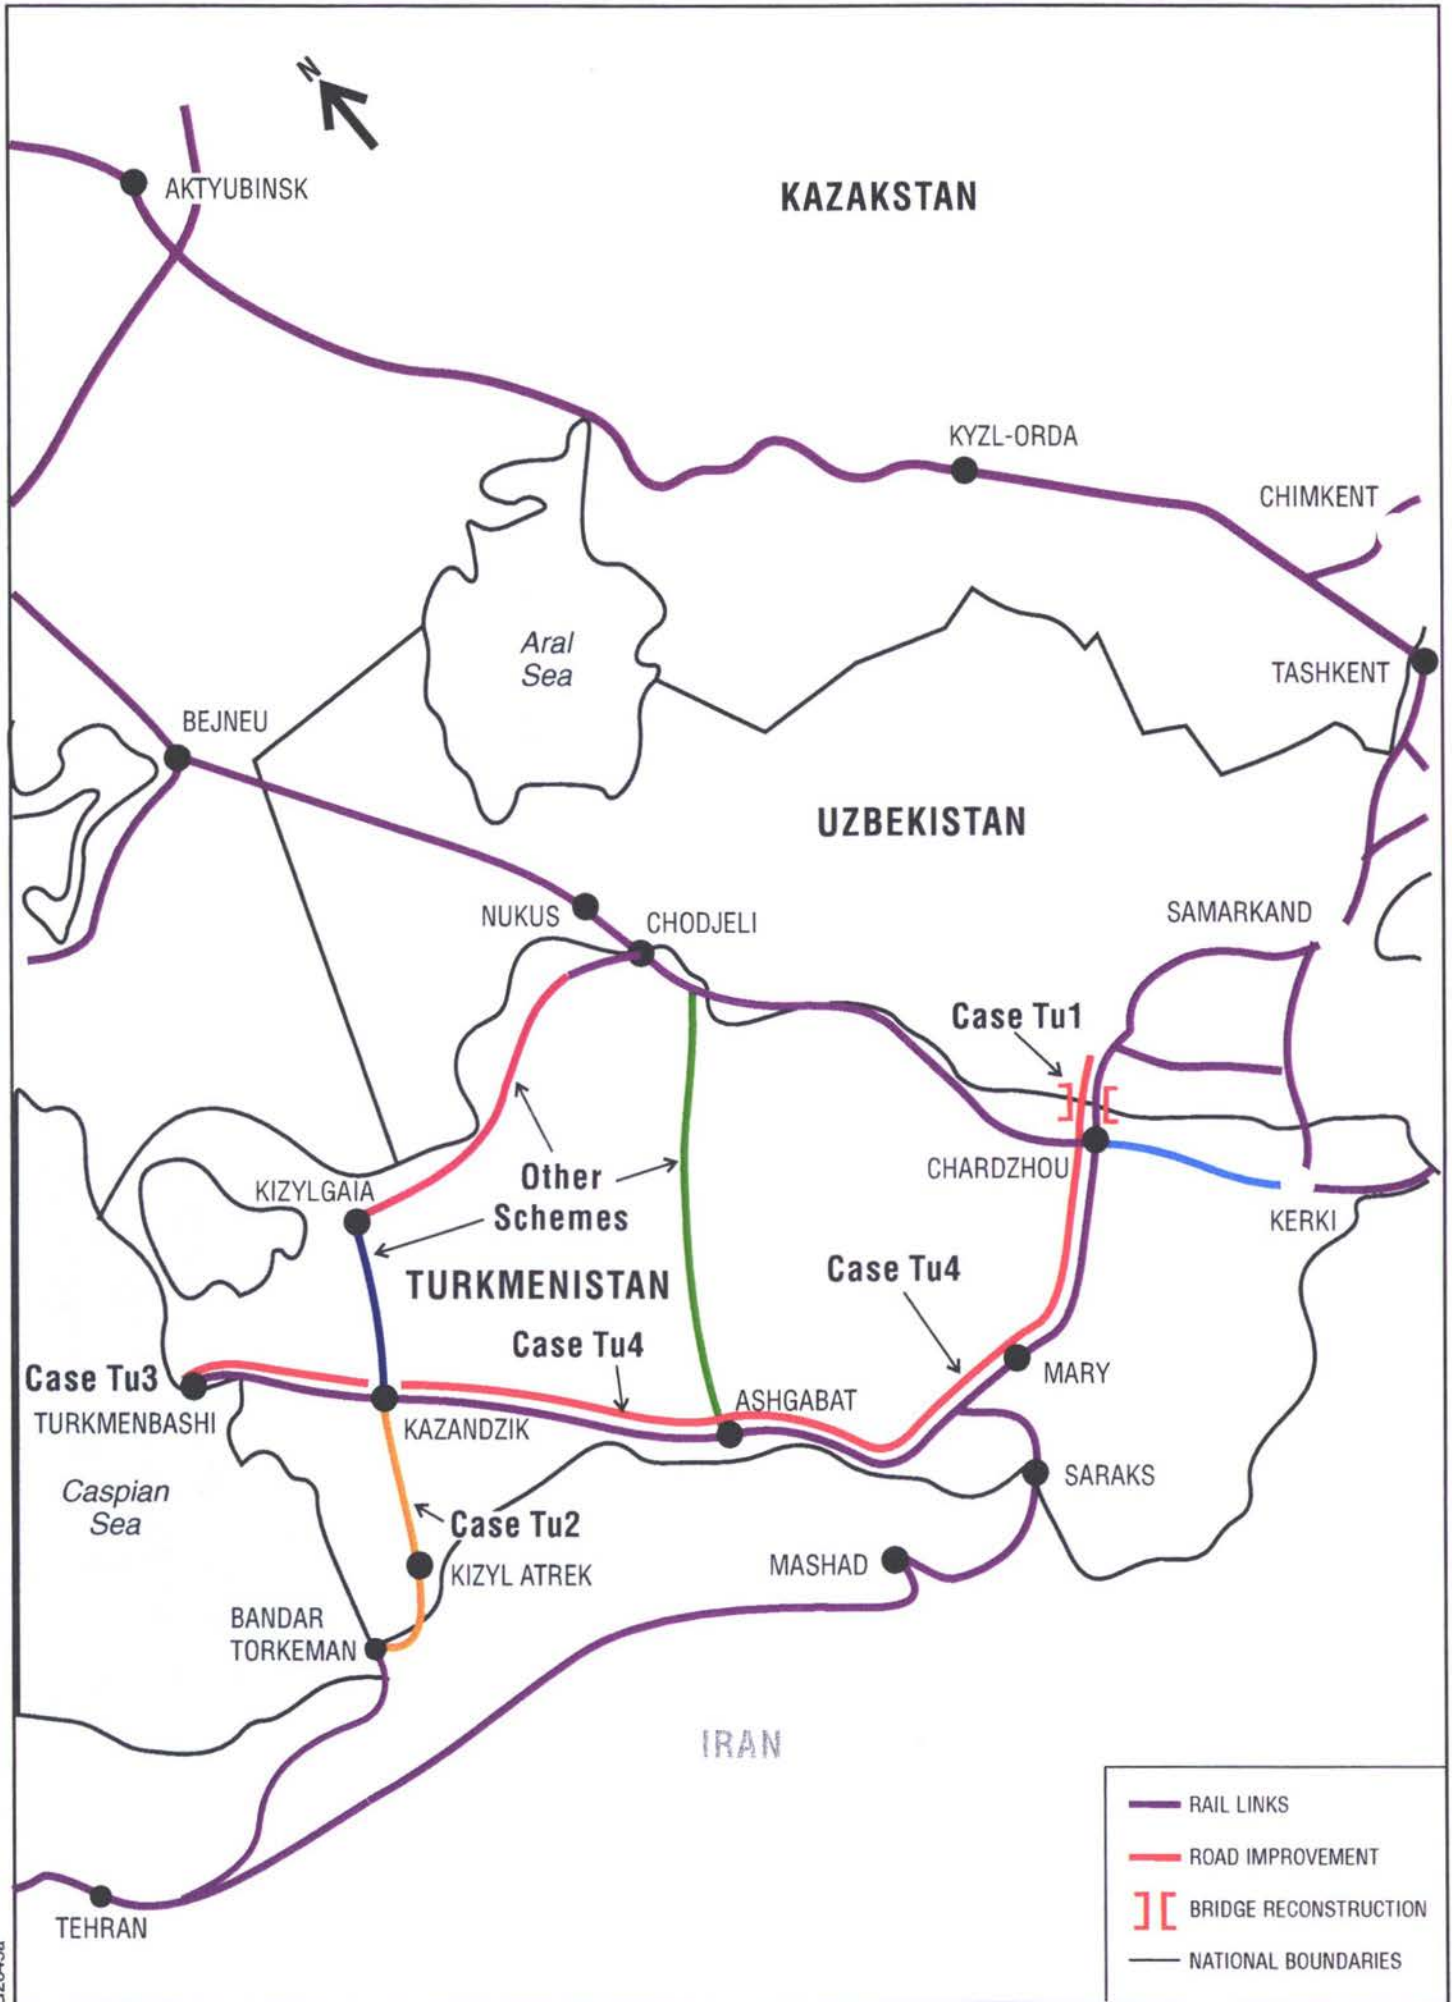 N
AKTYUBINSK
KAZAKSTAN
KYZL-ORDA
CHIMKENT
Aral
Sea
TASHKENT
BEJNEU
UZBEKISTAN
NUKUS
CHODJELI
SAMARKAND
Case Tu1
CHARDZHOU
KIZYLGAIA
Other
Schemes
KERKI
TURKMENISTAN
Case Tu4
Case Tu4
Case Tu3
TURKMENBASHI
MARY
ASHGABAT
KAZANDZIK
SARAKS
Caspian
Sea
Case Tu2
MASHAD
KIZYL ATREK
BANDAR
TORKEMAN
IRAN
RAIL LINKS
ROAD IMPROVEMENT
BRIDGE RECONSTRUCTION
NATIONAL BOUNDARIES
TEHRAN